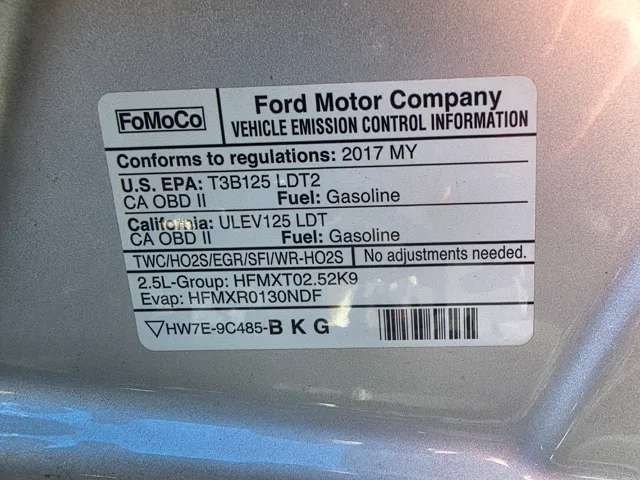 FoMoCo
Ford Motor Company
VEHICLE EMISSION CONTROL INFORMATION
Conforms to regulations: 2017 MY
U.S. EPA: T3B125 LDT2
CA OBD II Fuel: Gasoline
California: ULEV125 LDT
CA OBD II Fuel: Gasoline
TWC/HO2S/EGR/SFI/WR-HO2S No adjustments needed.
2.5L-Group: HFMXT02.52K9
Evap: HFMXR0130NDF
HW7E-9C485-BKG